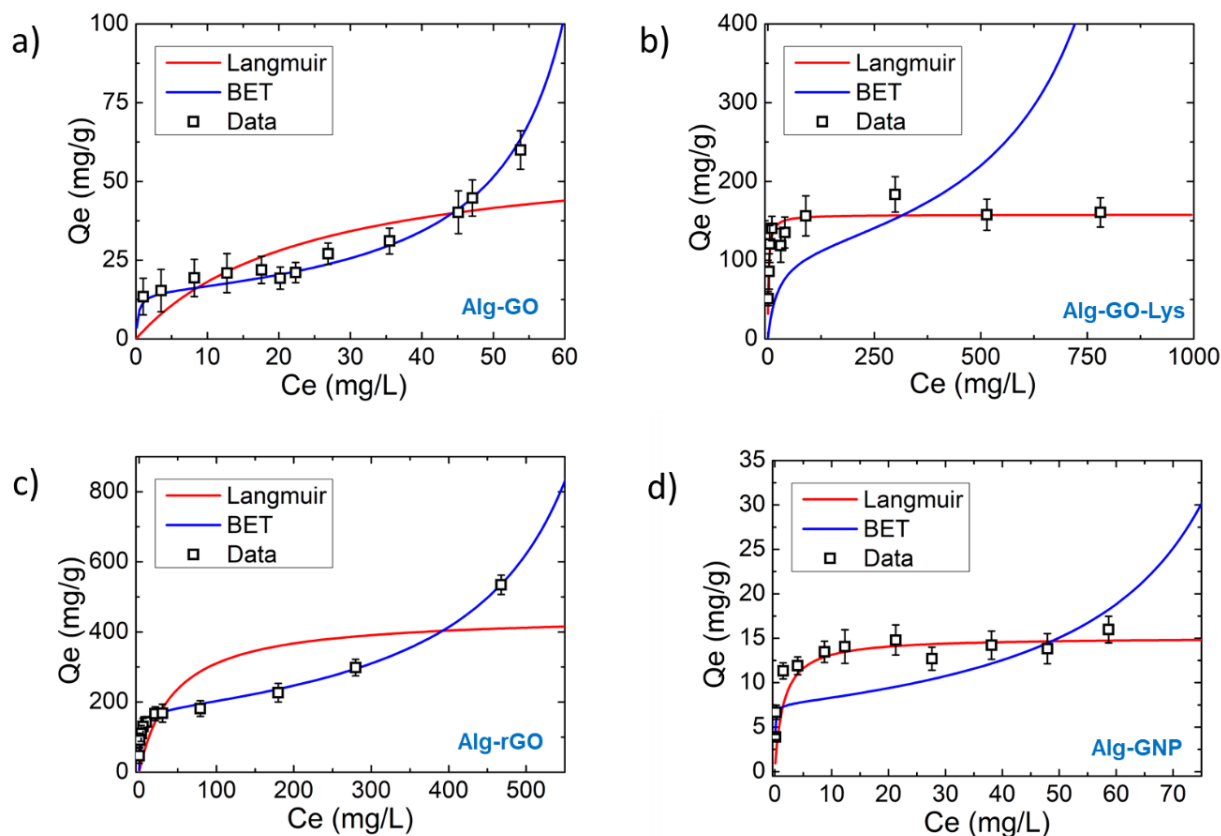 a)
100
75
50
25
0
Qe (mg/g)
Langmuir
BET
Data
Alg-GO
0 10 20 30 40 50 60
Ce (mg/L)
b)
400
300
200
100
0
Qe (mg/g)
Langmuir
BET
Data
Alg-GO-Lys
0 250 500 750 1000
Ce (mg/L)
c)
800
600
400
200
0
Qe (mg/g)
Langmuir
BET
Data
Alg-rGO
0 100 200 300 400 500
Ce (mg/L)
d)
35
30
25
20
15
10
5
0
Qe (mg/g)
Langmuir
BET
Data
Alg-GNP
0 10 20 30 40 50 60 70
Ce (mg/L)